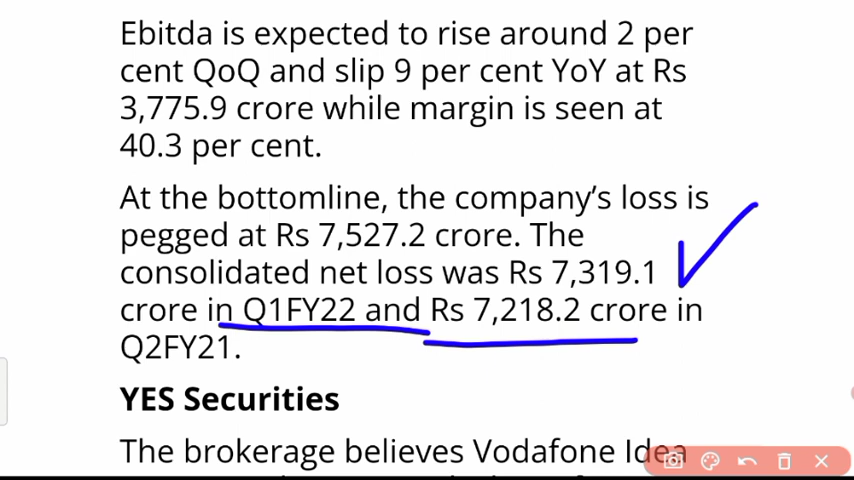 Ebitda is expected to rise around 2 per
cent QoQ and slip 9 per cent YoY at Rs
3,775.9 crore while margin is seen at
40.3 per cent.
At the bottomline, the company’s loss is
pegged at Rs 7,527.2 crore. The
consolidated net loss was Rs 7,319.1
crore in Q1FY22 and Rs 7,218.2 crore in
Q2FY21.
YES Securities
The brokerage believes Vodafone Idea